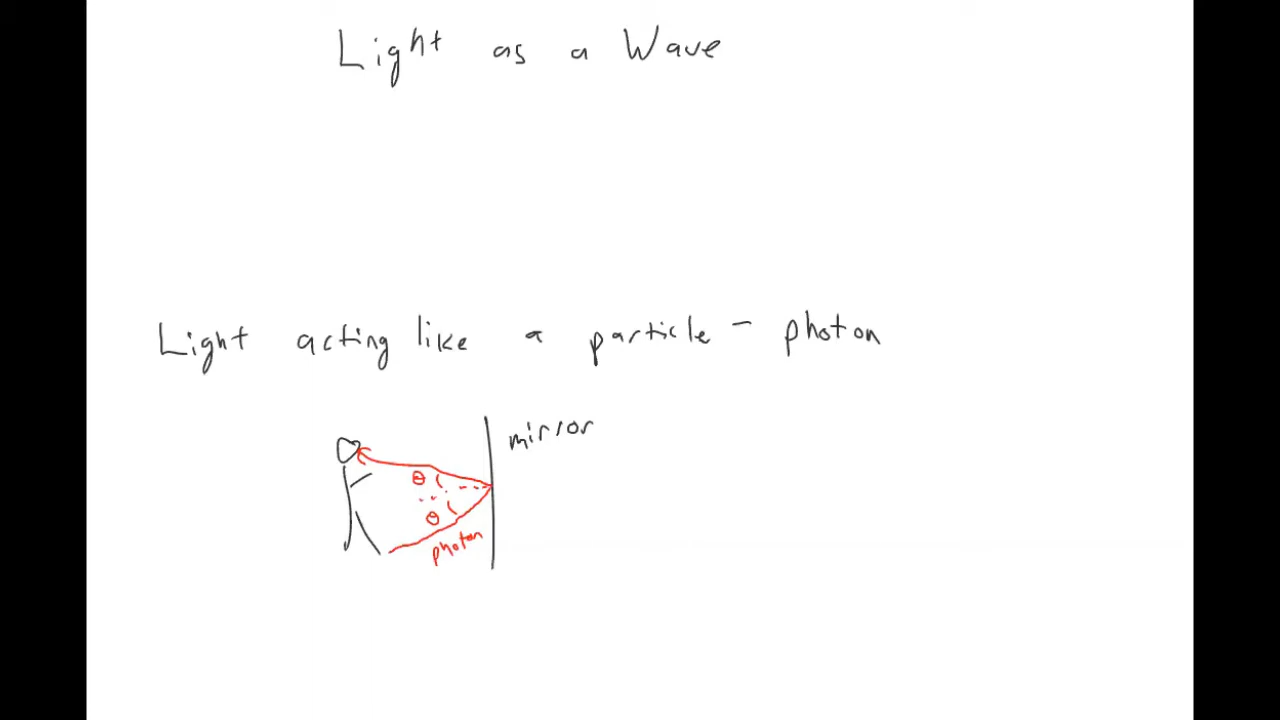 Light as a Wave
Light acting like a particle - photon
mirror
θ
θ
photon